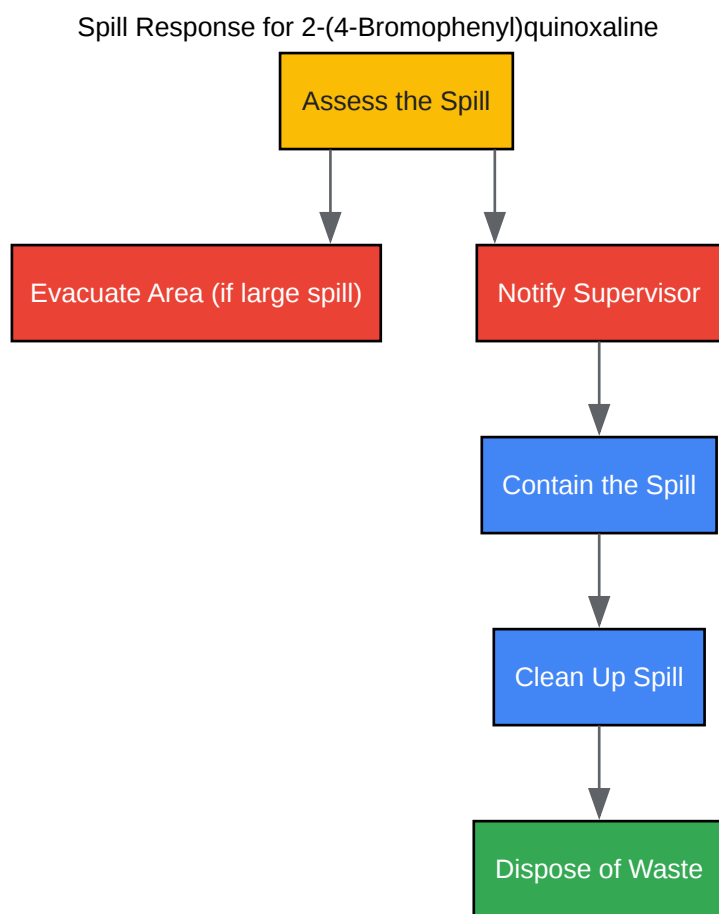 Spill Response for 2-(4-Bromophenyl)quinoxaline
Assess the Spill
Evacuate Area (if large spill)
Notify Supervisor
Contain the Spill
Clean Up Spill
Dispose of Waste